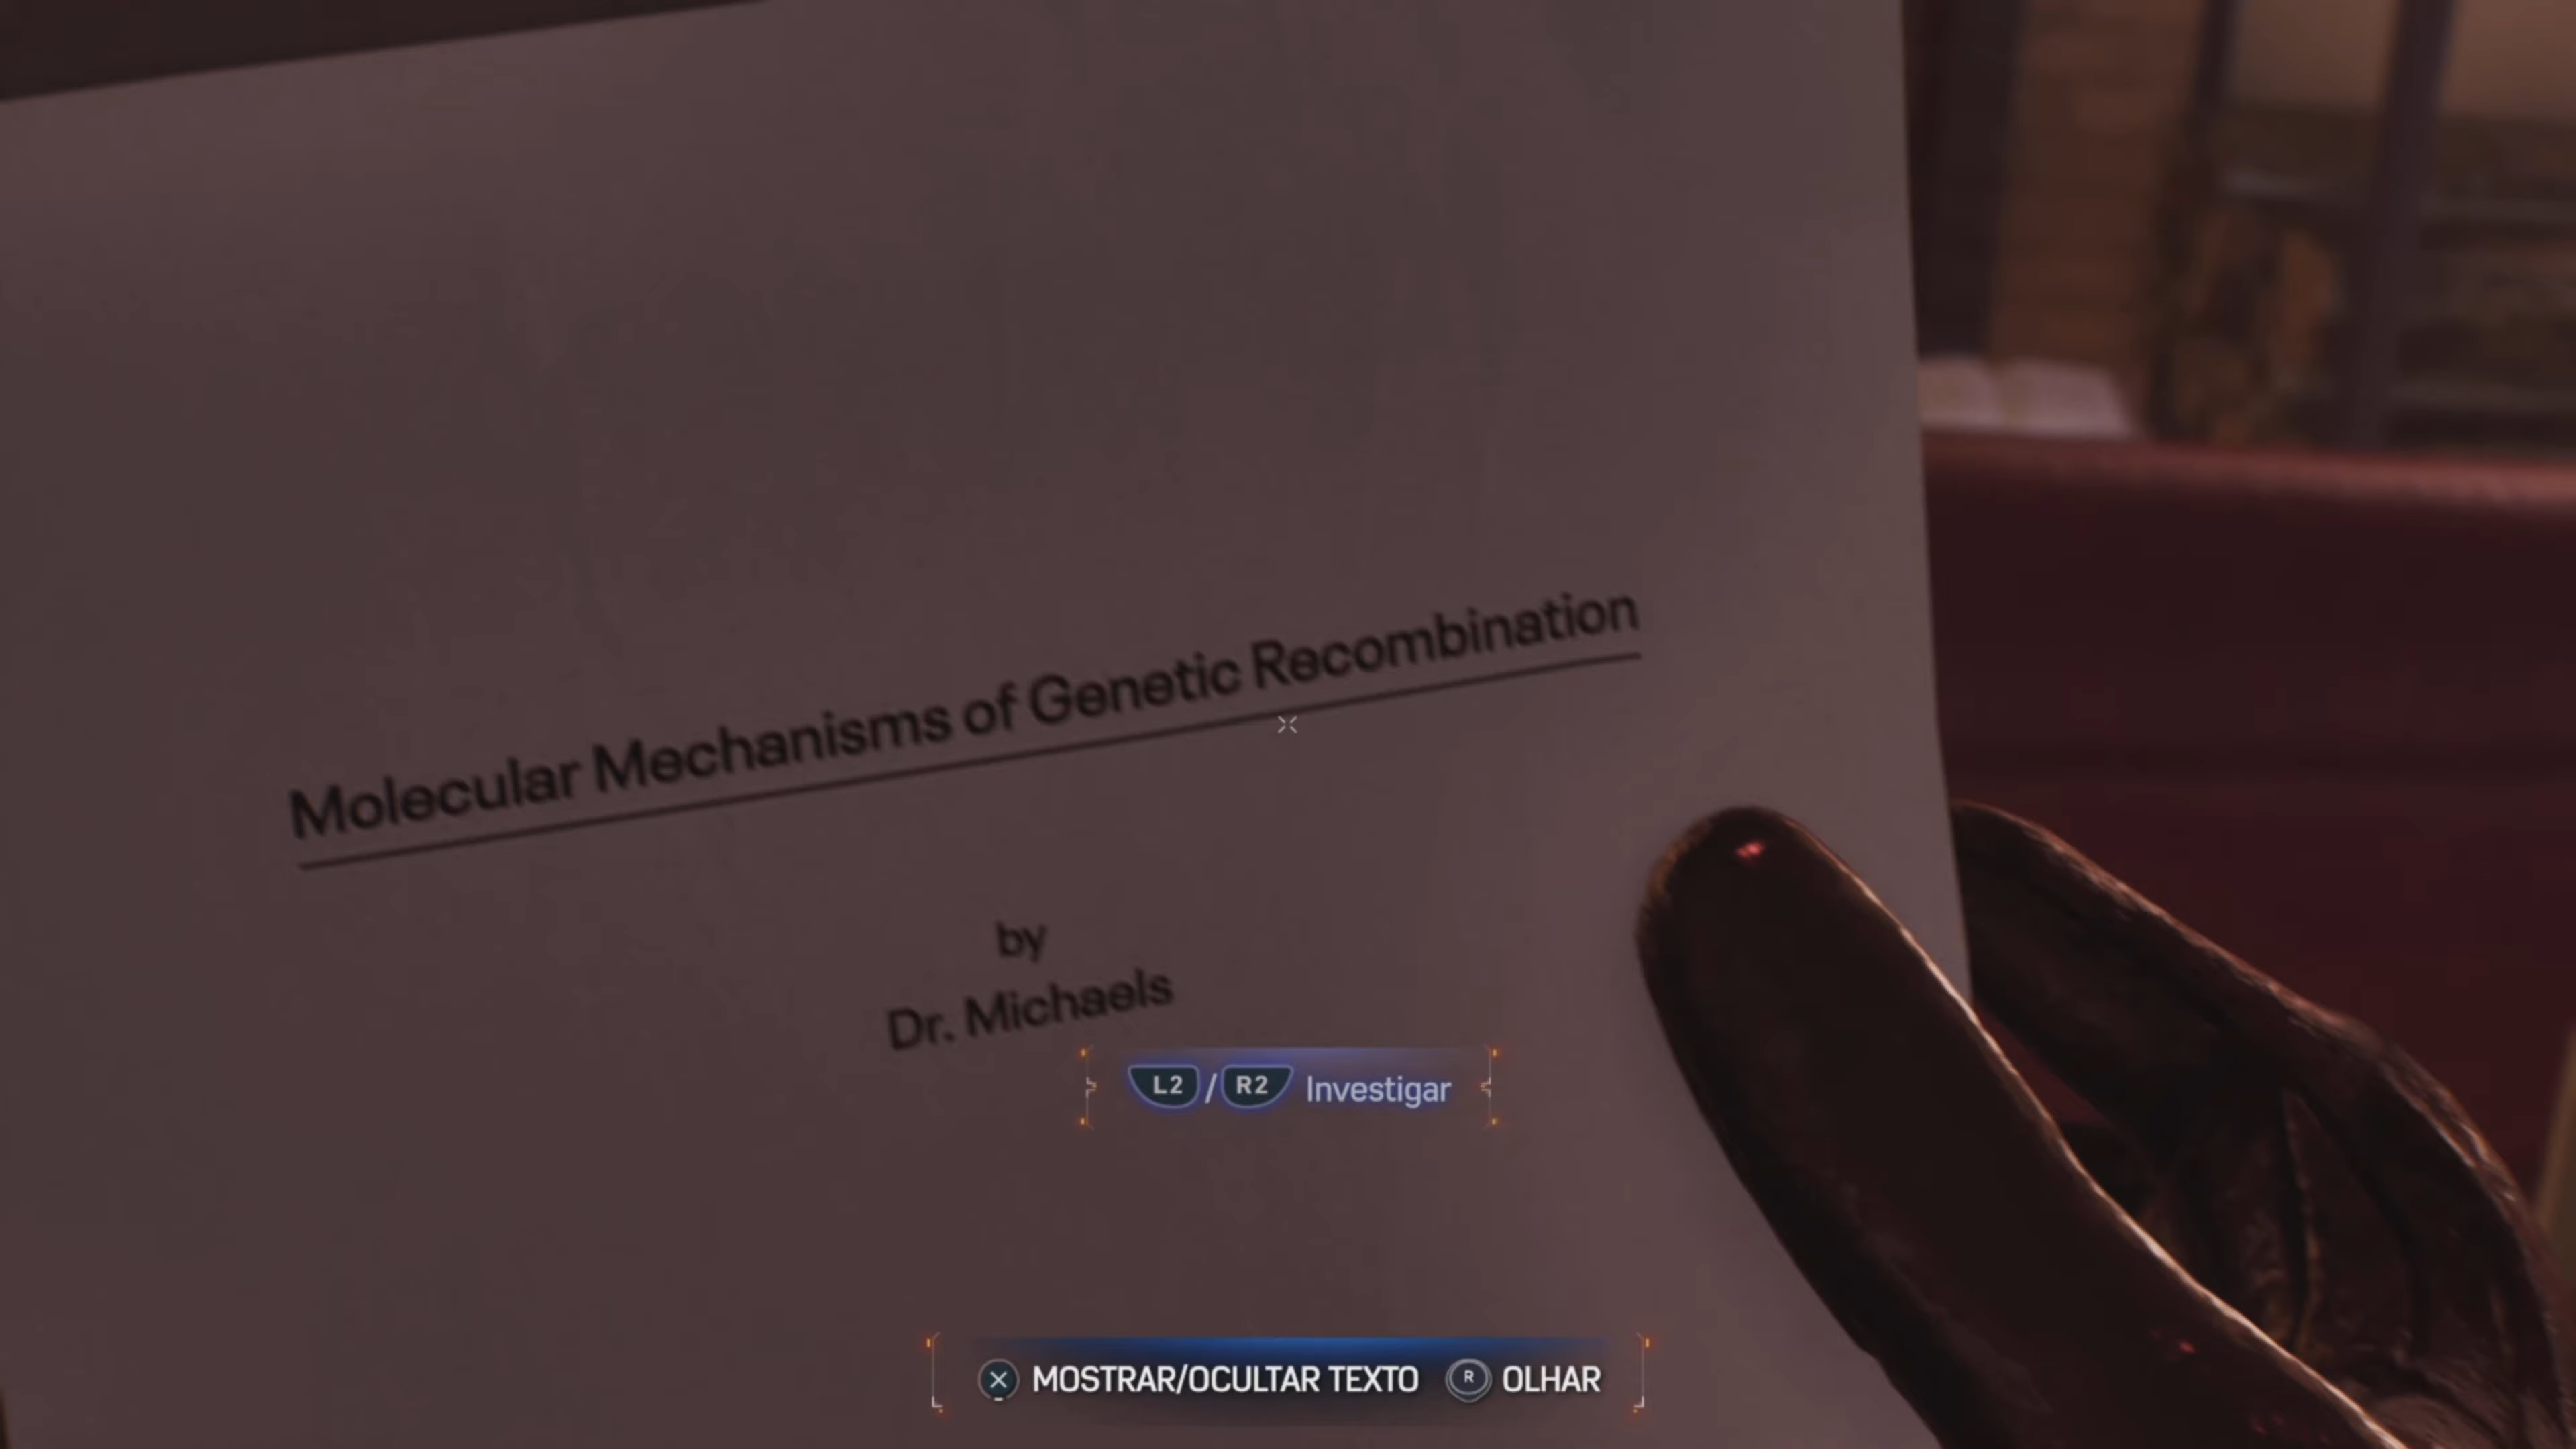 Molecular Mechanisms of Genetic Recombination
by
Dr. Michaels
L2 / R2 Investigar
MOSTRAR/OCULTAR TEXTO R OLHAR